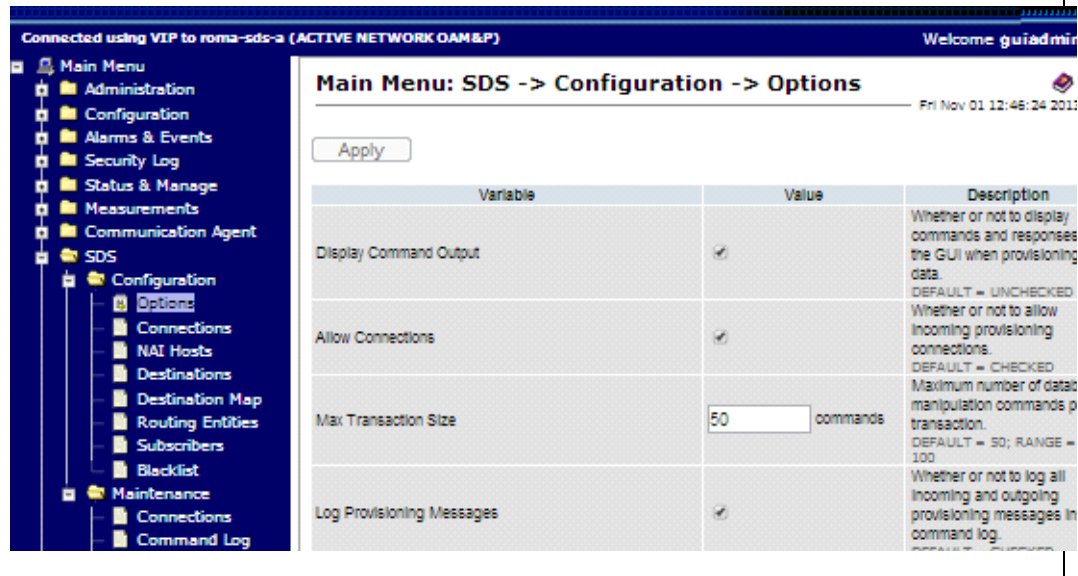 Connected using VIP to roma-sds-a (ACTIVE NETWORK OAM&P)
Welcome guiadmin
Main Menu
Administration
Configuration
Alarms & Events
Security Log
Status & Manage
Measurements
Communication Agent
SDS
Configuration
Options
Connections
NAI Hosts
Destinations
Destination Map
Routing Entities
Subscribers
Blacklist
Maintenance
Connections
Command Log
Main Menu: SDS -> Configuration -> Options
Fri Nov 01 12:46:24 2013
Apply
Variable Value Description
Display Command Output
Whether or not to display
commands and responses
the GUI when provisioning
data.
DEFAULT = UNCHECKED
Allow Connections
Whether or not to allow
incoming provisioning
connections.
DEFAULT = CHECKED
Max Transaction Size
50 commands
Maximum number of datab
manipulation commands p
transaction.
DEFAULT = 50; RANGE =
100
Log Provisioning Messages
Whether or not to log all
incoming and outgoing
provisioning messages in
command log.
DEFAULT = CHECKED